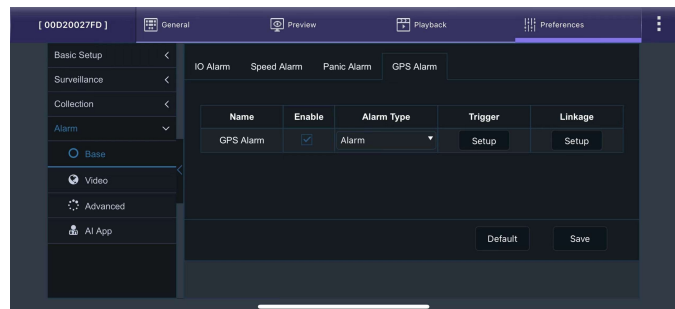 [ 00D20027FD ] General Preview Playback Preferences
Basic Setup
Surveillance
Collection
Alarm
Base
Video
Advanced
AI App
IO Alarm Speed Alarm Panic Alarm GPS Alarm
Name Enable Alarm Type Trigger Linkage
GPS Alarm Alarm Setup Setup
Default Save